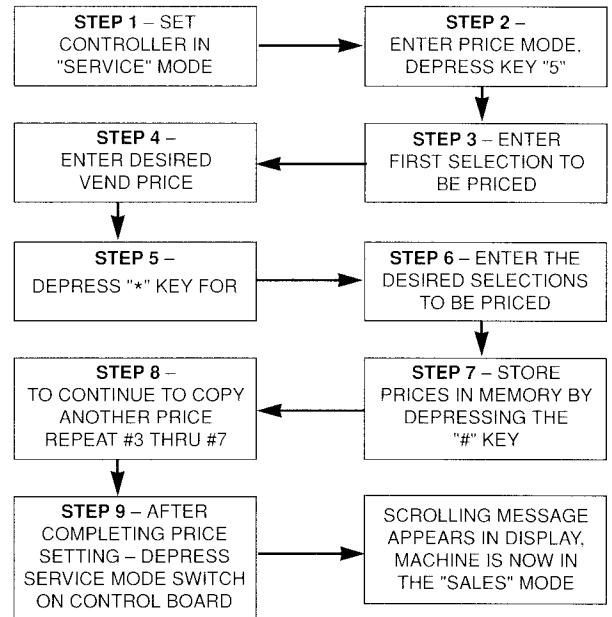 STEP 1 – SET
CONTROLLER IN
"SERVICE" MODE
STEP 2 –
ENTER PRICE MODE,
DEPRESS KEY "5"
STEP 3 – ENTER
FIRST SELECTION TO
BE PRICED
STEP 4 –
ENTER DESIRED
VEND PRICE
STEP 5 –
DEPRESS "*" KEY FOR
STEP 6 – ENTER THE
DESIRED SELECTIONS
TO BE PRICED
STEP 7 – STORE
PRICES IN MEMORY BY
DEPRESSING THE
"#" KEY
STEP 8 –
TO CONTINUE TO COPY
ANOTHER PRICE
REPEAT #3 THRU #7
STEP 9 – AFTER
COMPLETING PRICE
SETTING – DEPRESS
SERVICE MODE SWITCH
ON CONTROL BOARD
SCROLLING MESSAGE
APPEARS IN DISPLAY,
MACHINE IS NOW IN
THE "SALES" MODE